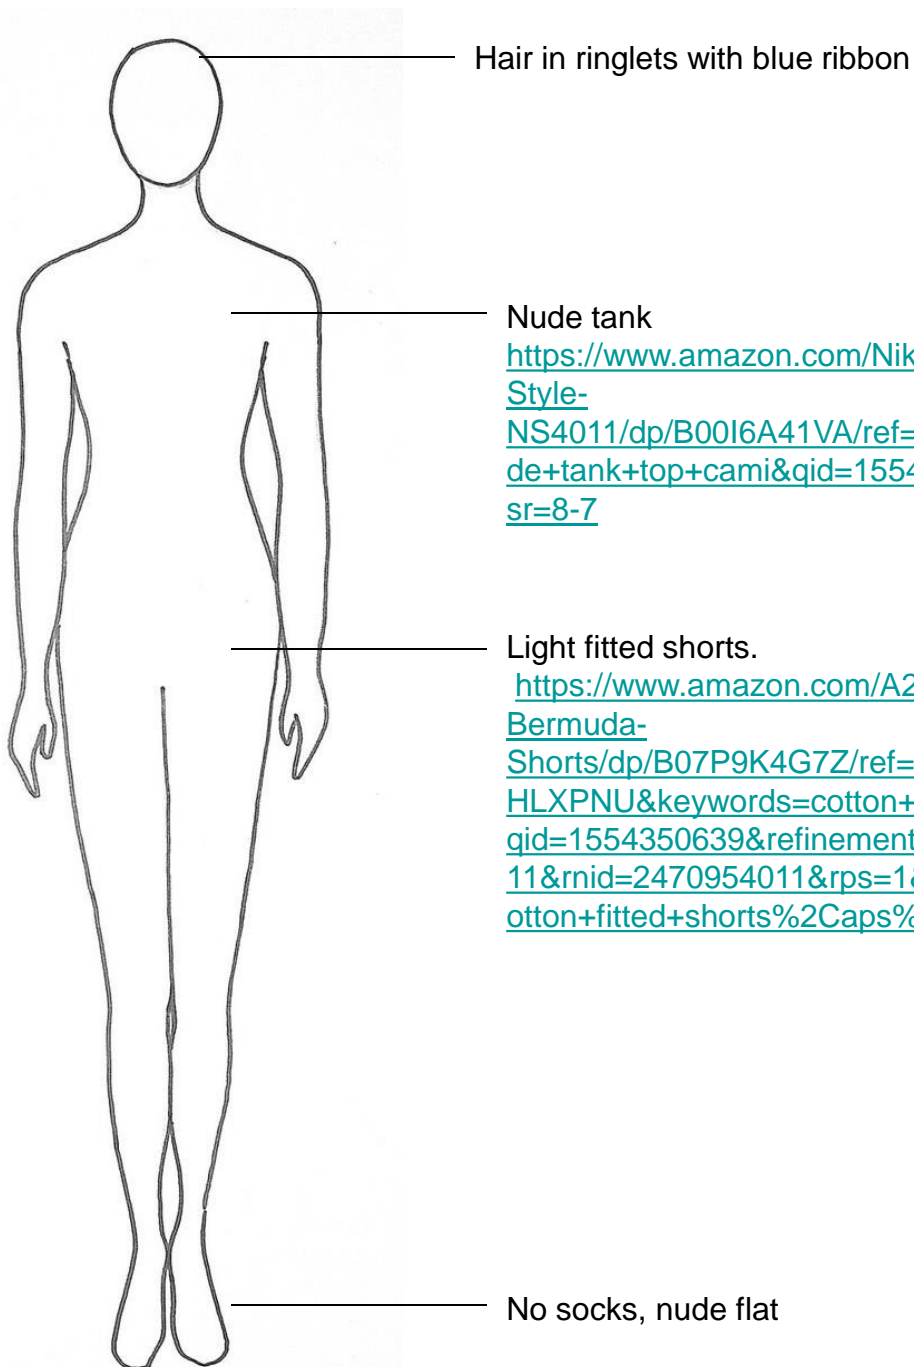 Hair in ringlets with blue ribbon
Nude tank
https://www.amazon.com/Nik
Style-
NS4011/dp/B00I6A41VA/ref=
de+tank+top+cami&qid=1554
sr=8-7
Light fitted shorts.
https://www.amazon.com/A2
Bermuda-
Shorts/dp/B07P9K4G7Z/ref=
HLXPNU&keywords=cotton+
qid=1554350639&refinement
11&rnid=2470954011&rps=1&
otton+fitted+shorts%2Caps%
No socks, nude flat